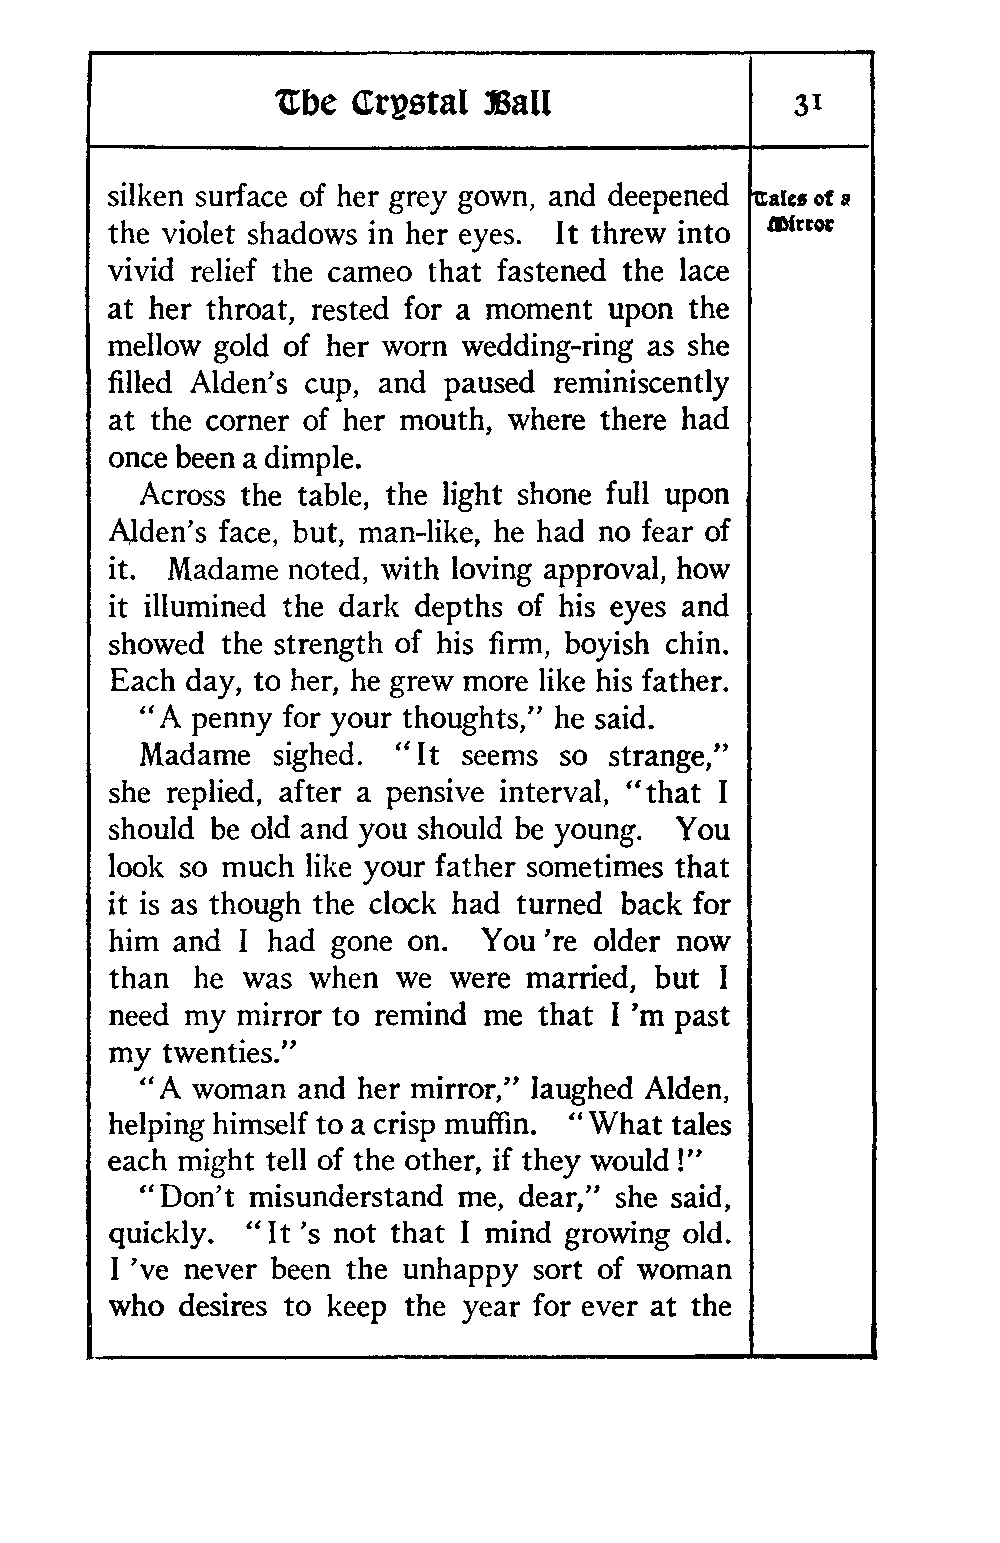 The Crystal Ball
31
Tales of a
Mirror
silken surface of her grey gown, and deepened
the violet shadows in her eyes. It threw into
vivid relief the cameo that fastened the lace
at her throat, rested for a moment upon the
mellow gold of her worn wedding-ring as she
filled Alden's cup, and paused reminiscently
at the corner of her mouth, where there had
once been a dimple.
Across the table, the light shone full upon
Alden's face, but, man-like, he had no fear of
it. Madame noted, with loving approval, how
it illumined the dark depths of his eyes and
showed the strength of his firm, boyish chin.
Each day, to her, he grew more like his father.
"A penny for your thoughts," he said.
Madame sighed. "It seems so strange,"
she replied, after a pensive interval, "that I
should be old and you should be young. You
look so much like your father sometimes that
it is as though the clock had turned back for
him and I had gone on. You 're older now
than he was when we were married, but I
need my mirror to remind me that I 'm past
my twenties."
"A woman and her mirror," laughed Alden,
helping himself to a crisp muffin. "What tales
each might tell of the other, if they would!"
"Don't misunderstand me, dear," she said,
quickly. "It 's not that I mind growing old.
I 've never been the unhappy sort of woman
who desires to keep the year for ever at the